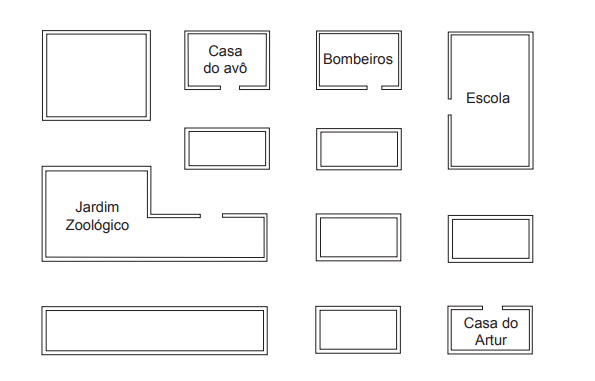 Casa
do avô
Bombeiros
Escola
Jardim
Zoológico
Casa do
Artur